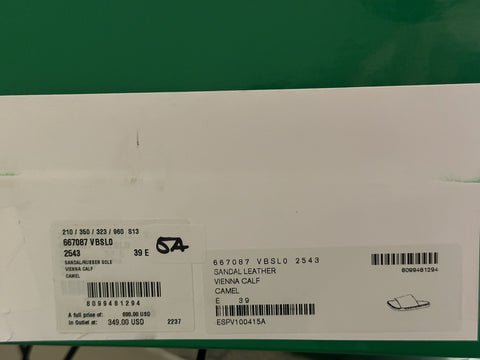 210 / 350 / 323 / 960 S13
667087 VBSL0
2543 39 E
SANDAL/RUBBER SOLE
VIENNA CALF
CAMEL
8099481294
A full price of: 690.00 USD
In Outlet at: 349.00 USD 2237
667087 VBSL0 2543
SANDAL LEATHER
VIENNA CALF
CAMEL
E 39
ESPV100415A
8099481294